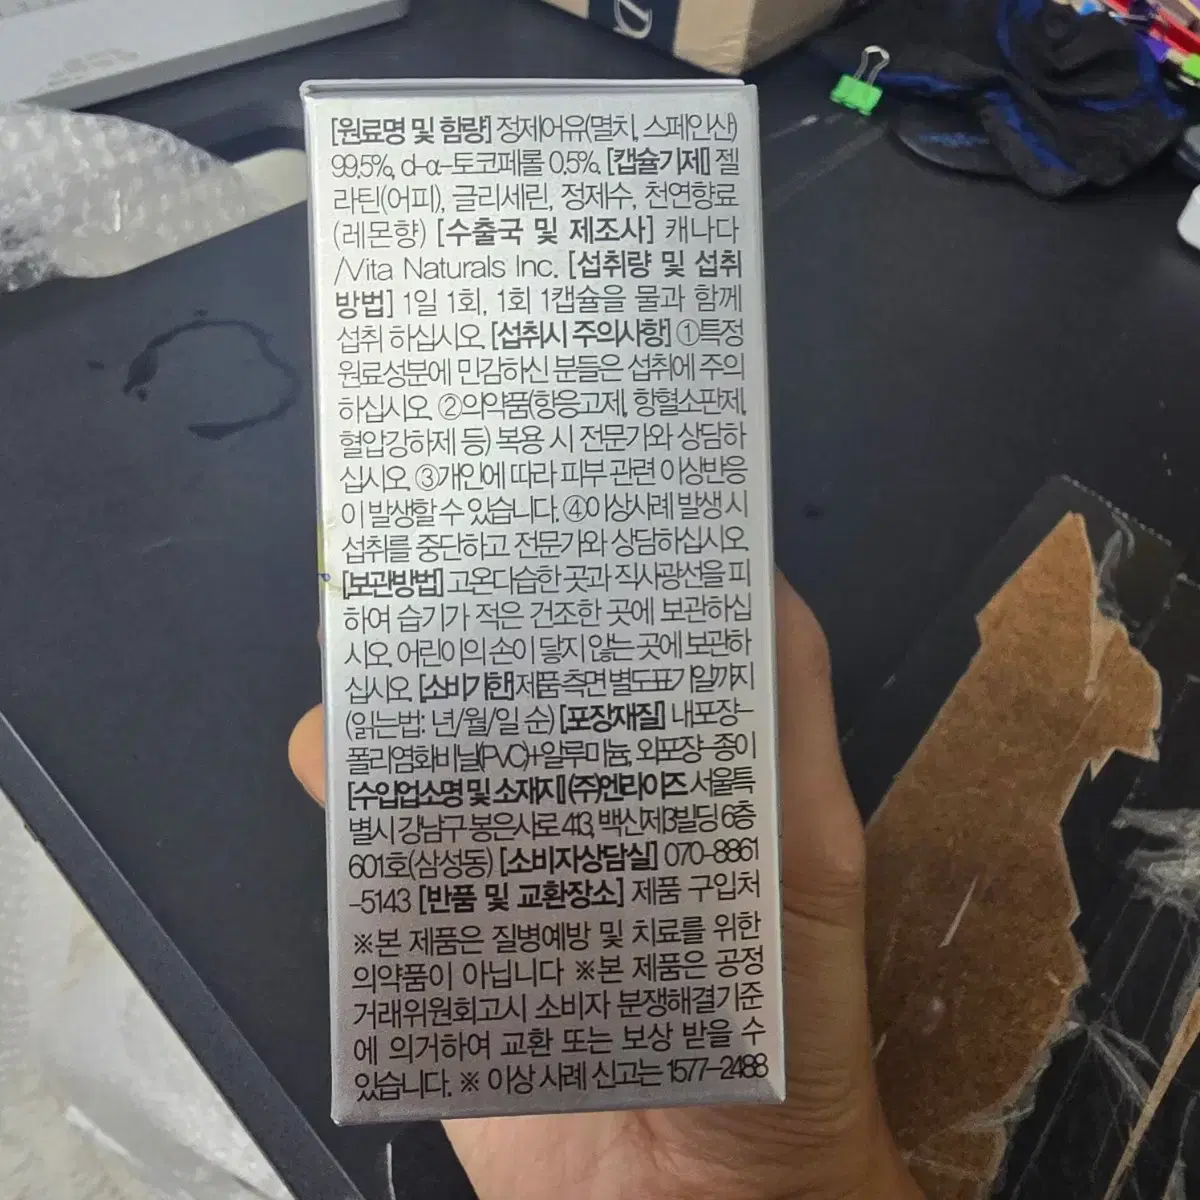 [원료명 및 함량] 정제어유(멸치, 스페인산)
99.5%, d-α-토코페롤 0.5%. [캡슐기제] 젤
라틴(어피), 글리세린, 정제수, 천연향료
(레몬향) [수출국 및 제조사] 캐나다
/Vita Naturals Inc. [섭취량 및 섭취
방법] 1일 1회, 1회 1캡슐을 물과 함께
섭취 하십시오. [섭취시 주의사항] ①특정
원료성분에 민감하신 분들은 섭취에 주의
하십시오. ②의약품(항응고제, 항혈소판제,
혈압강하제 등) 복용 시 전문가와 상담하
십시오. ③개인에 따라 피부 관련 이상반응
이 발생할 수 있습니다. ④이상사례 발생 시
섭취를 중단하고 전문가와 상담하십시오.
[보관방법] 고온다습한 곳과 직사광선을 피
하여 습기가 적은 건조한 곳에 보관하십
시오. 어린이의 손이 닿지 않는 곳에 보관하
십시오. [소비기한] 제품 측면 별도표기일까지
(읽는법: 년/월/일 순) [포장재질] 내포장-
폴리염화비닐(PVC)+알루미늄, 외포장-종이
[수입업소명 및 소재지] (주)엔라이즈 서울특
별시 강남구 봉은사로 413, 백신제3빌딩 6층
601호(삼성동) [소비자상담실] 070-8861
-5143 [반품 및 교환장소] 제품 구입처
※본 제품은 질병예방 및 치료를 위한
의약품이 아닙니다 ※본 제품은 공정
거래위원회고시 소비자 분쟁해결기준
에 의거하여 교환 또는 보상 받을 수
있습니다. ※ 이상 사례 신고는 1577-2488